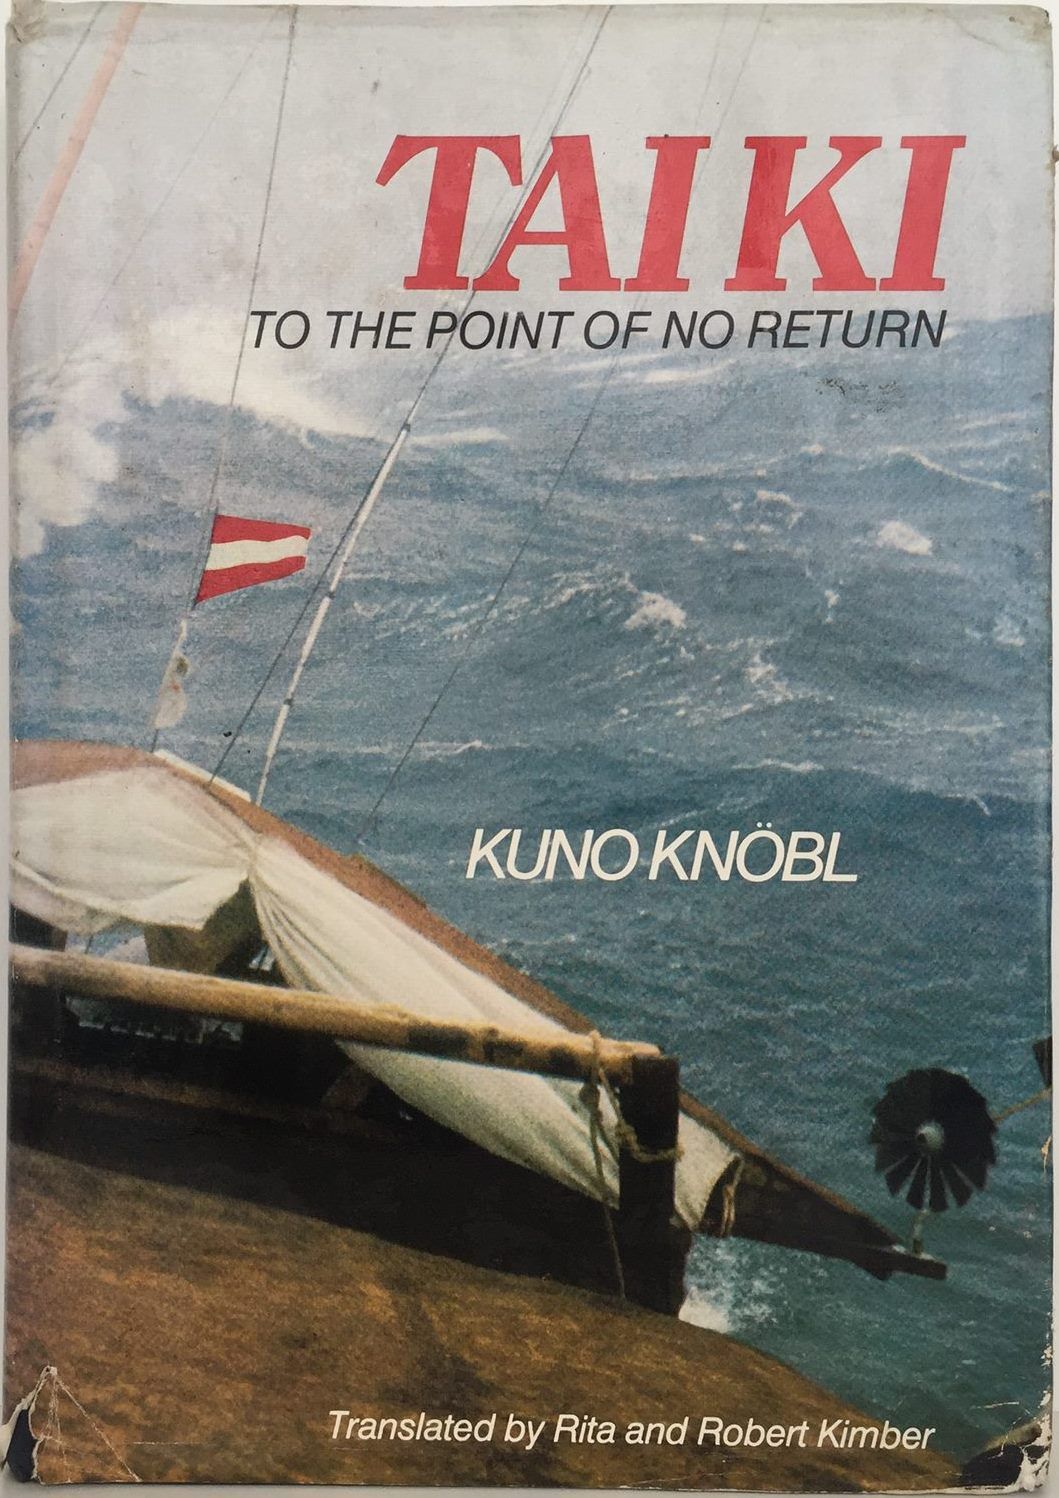 TAI KI
TO THE POINT OF NO RETURN
KUNO KNÖBL
Translated by Rita and Robert Kimber